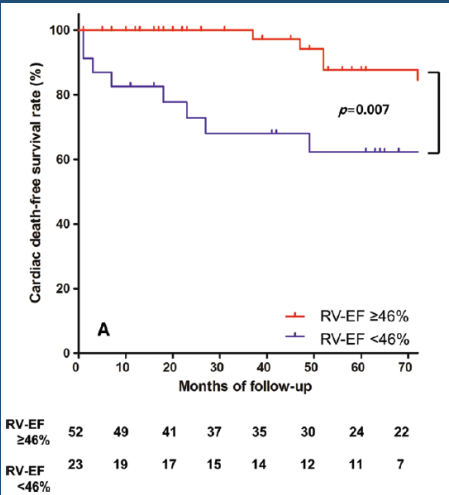 Cardiac death-free survival rate (%)
100
80
60
40
20
0
p=0.007
A
RV-EF ≥46%
RV-EF <46%
0 10 20 30 40 50 60 70
Months of follow-up
RV-EF ≥46% 52 49 41 37 35 30 24 22
RV-EF <46% 23 19 17 15 14 12 11 7